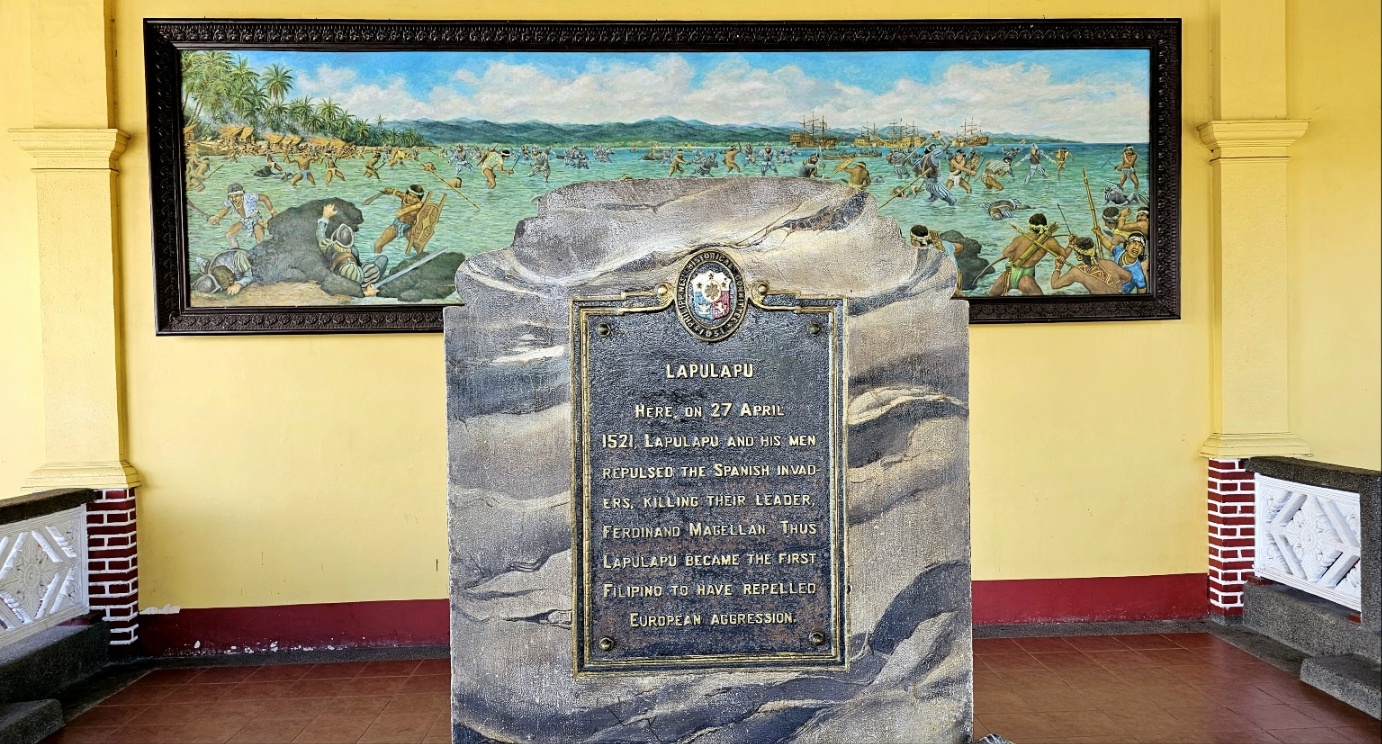 LAPULAPU
HERE, ON 27 APRIL
1521, LAPULAPU AND HIS MEN
REPULSED THE SPANISH INVAD-
ERS, KILLING THEIR LEADER,
FERDINAND MAGELLAN. THUS
LAPULAPU BECAME THE FIRST
FILIPINO TO HAVE REPELLED
EUROPEAN AGGRESSION.